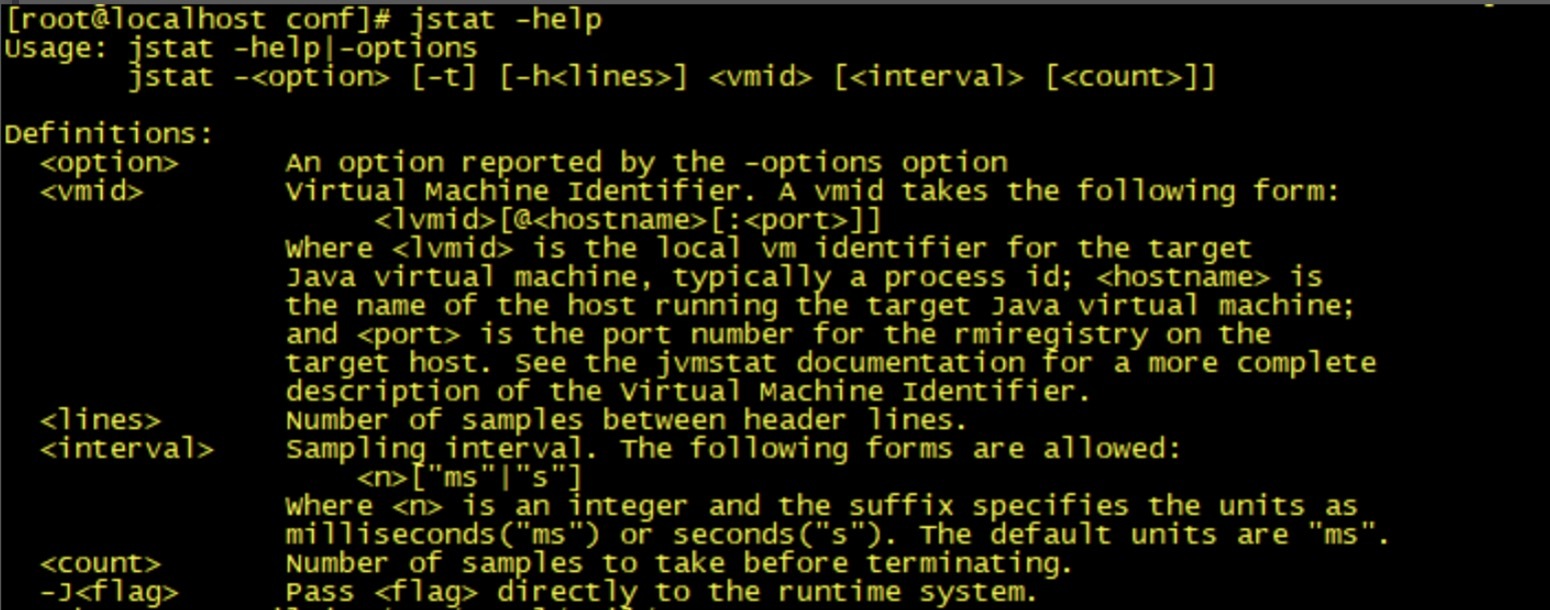 [root@localhost conf]# jstat -help
Usage: jstat -help|-options
       jstat -<option> [-t] [-h<lines>] <vmid> [<interval> [<count>]]

Definitions:
  <option>      An option reported by the -options option
  <vmid>        Virtual Machine Identifier. A vmid takes the following form:
                     <lvmid>[@<hostname>[:<port>]]
                Where <lvmid> is the local vm identifier for the target
                Java virtual machine, typically a process id; <hostname> is
                the name of the host running the target Java virtual machine;
                and <port> is the port number for the rmiregistry on the
                target host. See the jvmstat documentation for a more complete
                description of the Virtual Machine Identifier.
  <lines>       Number of samples between header lines.
  <interval>    Sampling interval. The following forms are allowed:
                    <n>["ms"|"s"]
                Where <n> is an integer and the suffix specifies the units as
                milliseconds("ms") or seconds("s"). The default units are "ms".
  <count>       Number of samples to take before terminating.
  -J<flag>      Pass <flag> directly to the runtime system.